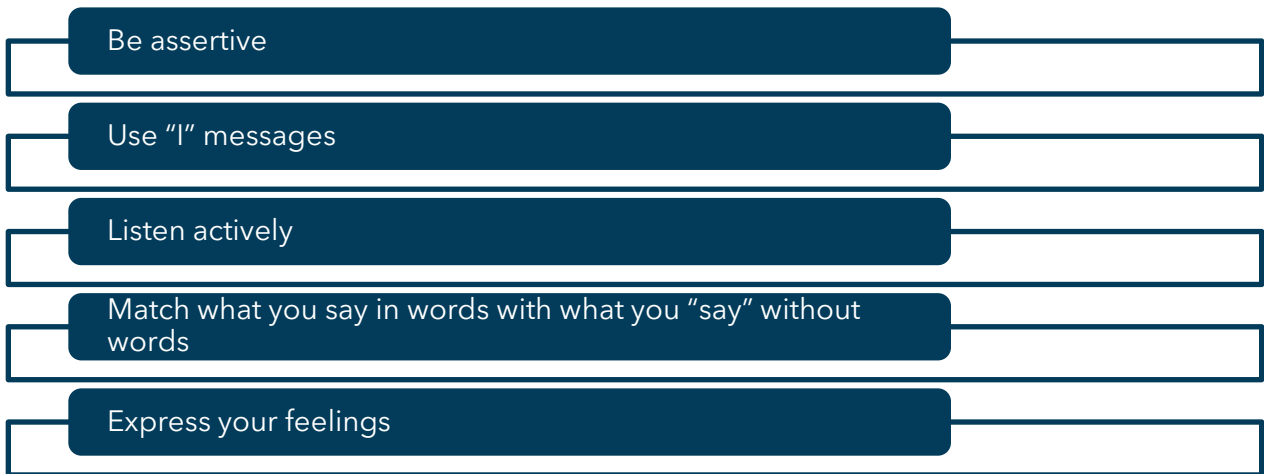 Be assertive
Use “I” messages
Listen actively
Match what you say in words with what you “say” without
words
Express your feelings